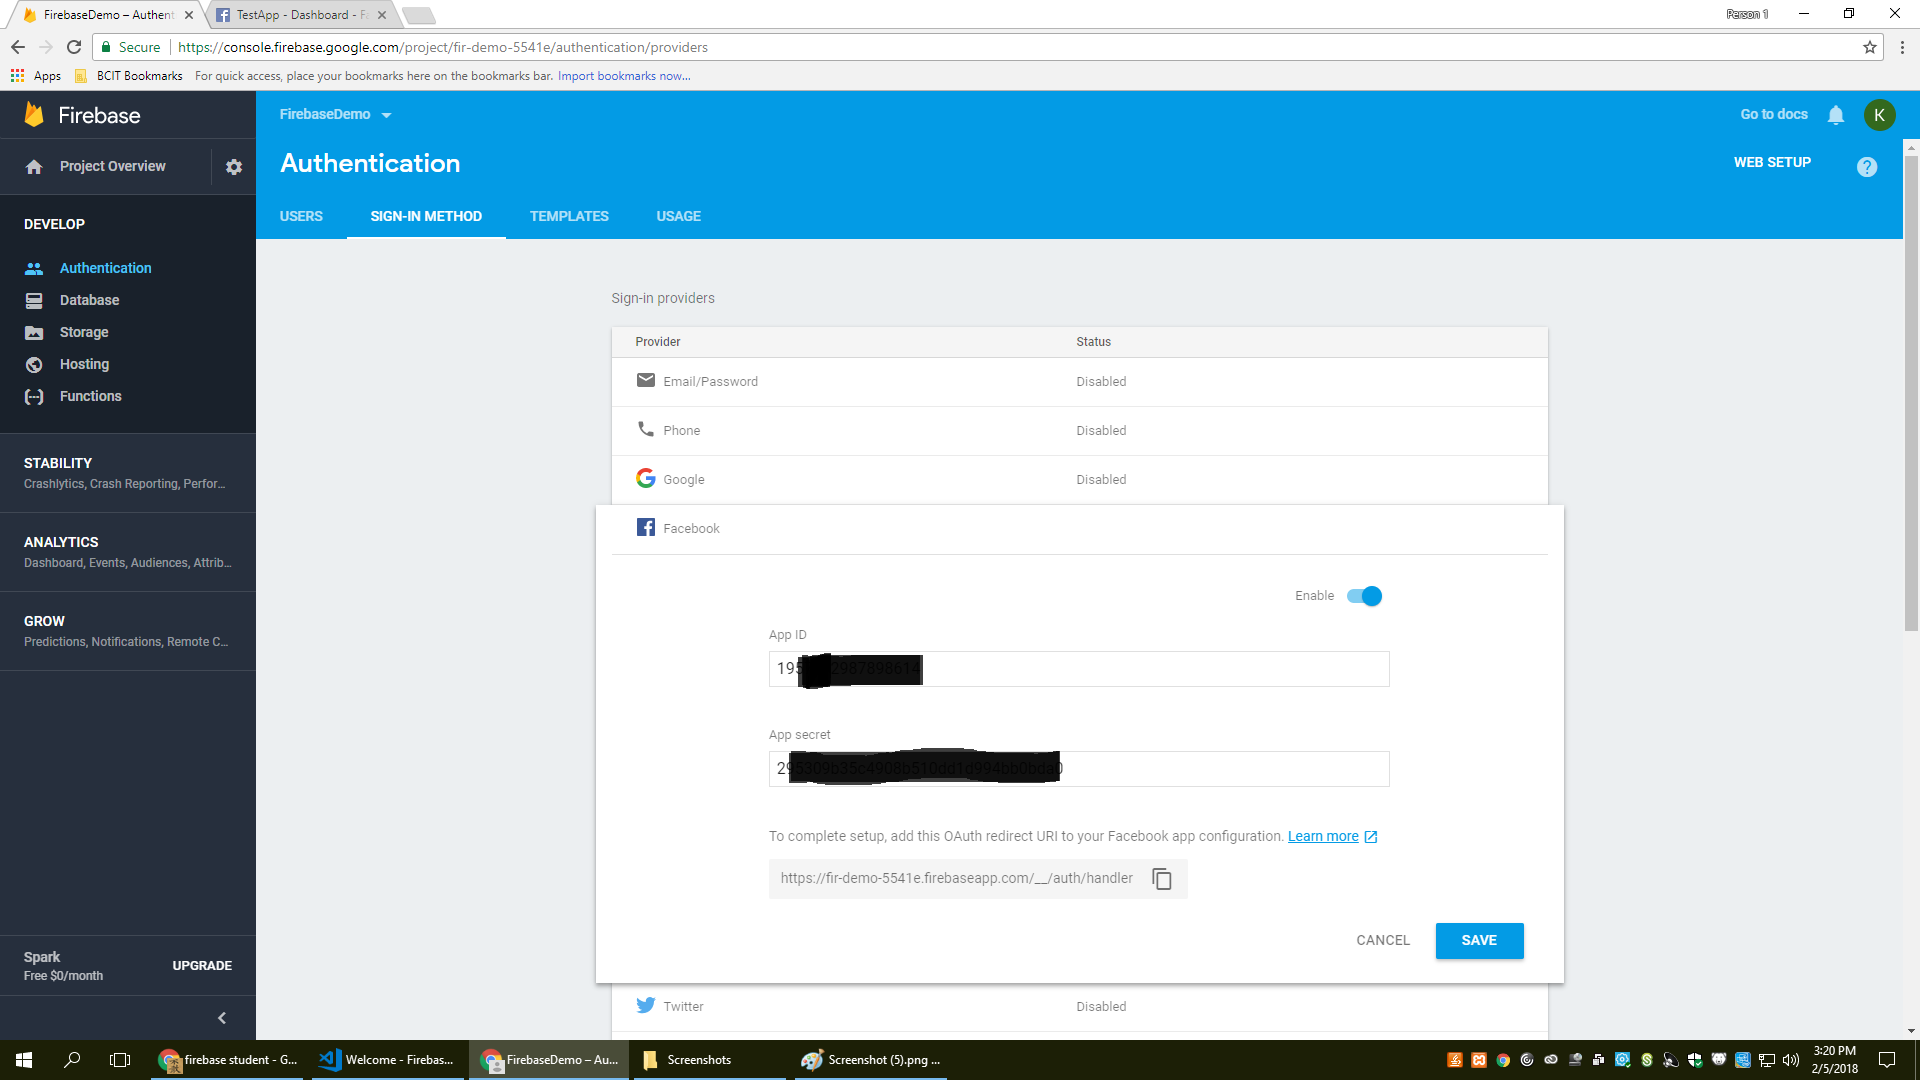 FirebaseDemo – Authent
TestApp - Dashboard - Fa
Person 1
Secure
https://console.firebase.google.com/project/fir-demo-5541e/authentication/providers
Apps
BCIT Bookmarks
For quick access, place your bookmarks here on the bookmarks bar. Import bookmarks now...
Firebase
FirebaseDemo
Go to docs
K
Project Overview
Authentication
WEB SETUP
?
USERS
SIGN-IN METHOD
TEMPLATES
USAGE
DEVELOP
Authentication
Database
Storage
Hosting
Functions
STABILITY
Crashlytics, Crash Reporting, Perfor...
ANALYTICS
Dashboard, Events, Audiences, Attrib...
GROW
Predictions, Notifications, Remote C...
Spark
Free $0/month
UPGRADE
Sign-in providers
Provider
Status
Email/Password
Disabled
Phone
Disabled
Google
Disabled
Facebook
Enable
App ID
195
App secret
To complete setup, add this OAuth redirect URI to your Facebook app configuration. Learn more
https://fir-demo-5541e.firebaseapp.com/__/auth/handler
CANCEL
SAVE
Twitter
Disabled
firebase student - G...
Welcome - Firebas...
FirebaseDemo – Au...
Screenshots
Screenshot (5).png ...
3:20 PM
2/5/2018